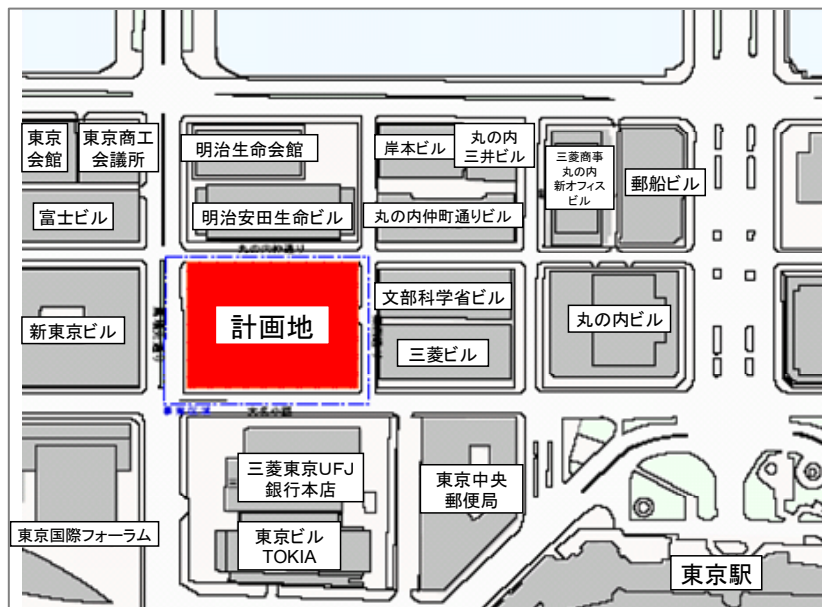 東京
会館
東京商工
会議所
明治生命会館
岸本ビル
丸の内
三井ビル
三菱商事
丸の内
新オフィス
ビル
郵船ビル
富士ビル
明治安田生命ビル
丸の内仲町通りビル
丸の内仲通り
新東京ビル
計画地
文部科学省ビル
三菱ビル
丸の内ビル
大名小路
三菱東京UFJ
銀行本店
東京中央
郵便局
東京国際フォーラム
東京ビル
TOKIA
東京駅